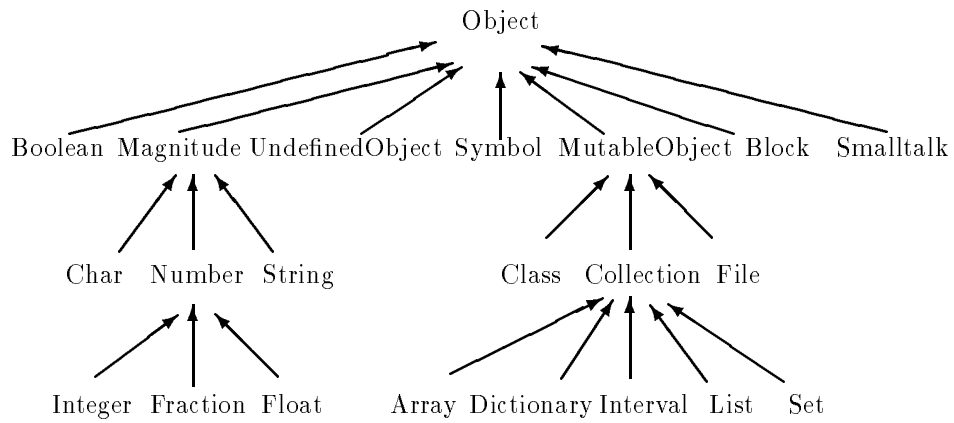 Object
Boolean Magnitude UndefinedObject Symbol MutableObject Block Smalltalk
Char Number String Class Collection File
Integer Fraction Float Array Dictionary Interval List Set